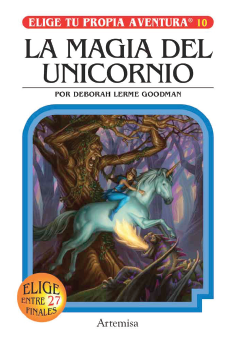 ELIGE TU PROPIA AVENTURA® 10
LA MAGIA DEL
UNICORNIO
POR DEBORAH LERME GOODMAN
ELIGE
ENTRE 27
FINALES
Artemisa